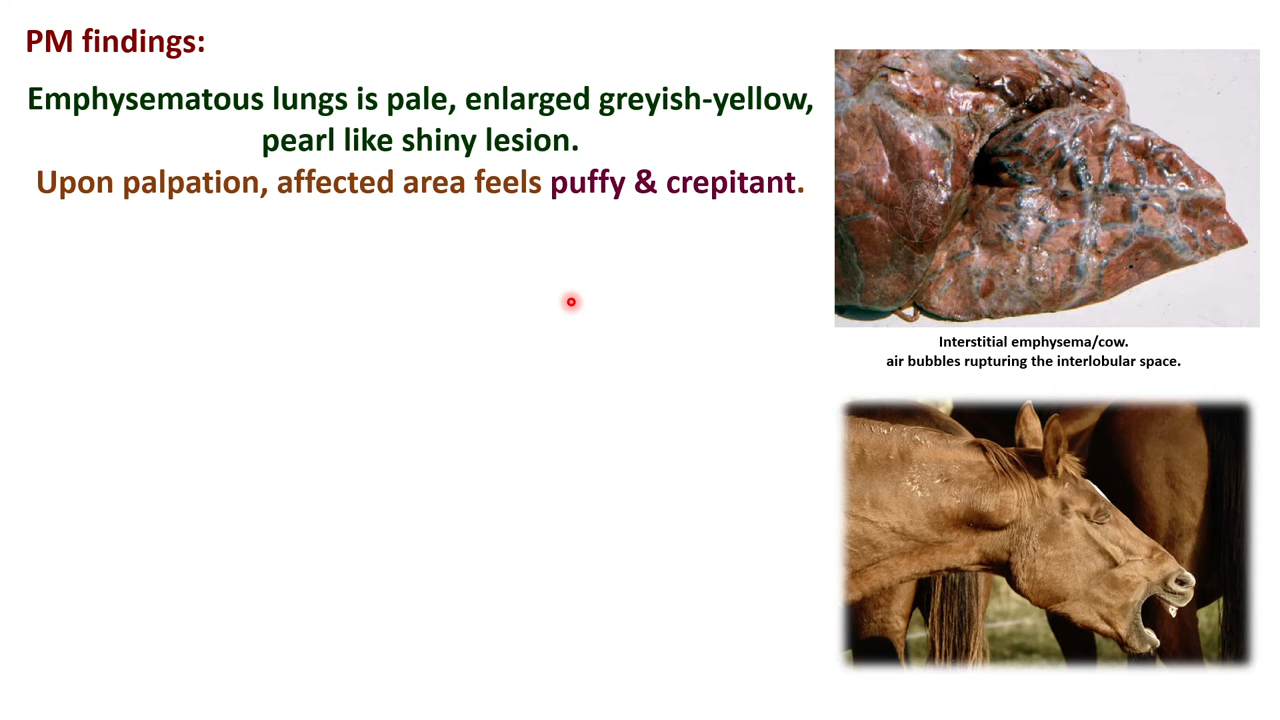 PM findings:
Emphysematous lungs is pale, enlarged greyish-yellow,
pearl like shiny lesion.
Upon palpation, affected area feels puffy & crepitant.
Interstitial emphysema/cow.
air bubbles rupturing the interlobular space.